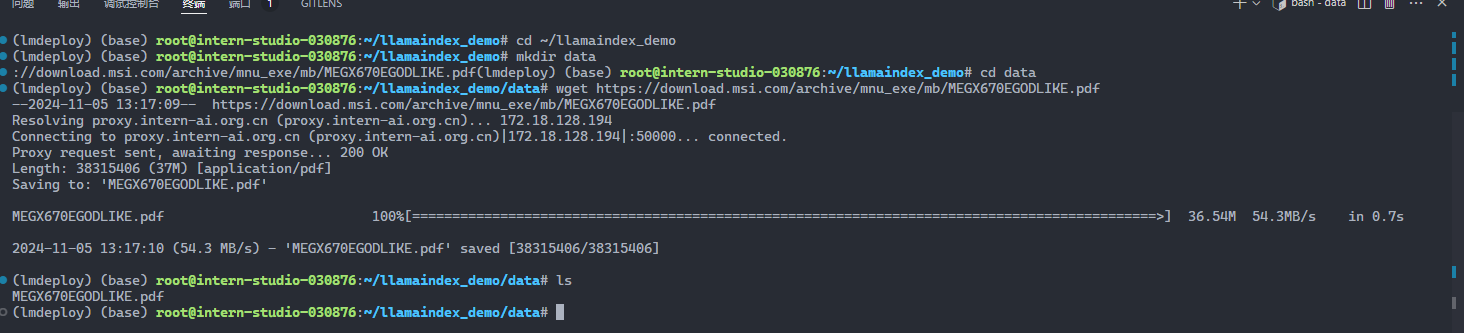 问题 输出 调试控制台 终端 端口 1 GITLENS bash - data
(lmdeploy) (base) root@intern-studio-030876:~/llamaindex_demo# cd ~/llamaindex_demo
(lmdeploy) (base) root@intern-studio-030876:~/llamaindex_demo# mkdir data
://download.msi.com/archive/mnu_exe/mb/MEGX670EGODLIKE.pdf(lmdeploy) (base) root@intern-studio-030876:~/llamaindex_demo# cd data
(lmdeploy) (base) root@intern-studio-030876:~/llamaindex_demo/data# wget https://download.msi.com/archive/mnu_exe/mb/MEGX670EGODLIKE.pdf
--2024-11-05 13:17:09--  https://download.msi.com/archive/mnu_exe/mb/MEGX670EGODLIKE.pdf
Resolving proxy.intern-ai.org.cn (proxy.intern-ai.org.cn)... 172.18.128.194
Connecting to proxy.intern-ai.org.cn (proxy.intern-ai.org.cn)|172.18.128.194|:50000... connected.
Proxy request sent, awaiting response... 200 OK
Length: 38315406 (37M) [application/pdf]
Saving to: 'MEGX670EGODLIKE.pdf'
MEGX670EGODLIKE.pdf 100%[=============================================================================================>] 36.54M 54.3MB/s in 0.7s
2024-11-05 13:17:10 (54.3 MB/s) - 'MEGX670EGODLIKE.pdf' saved [38315406/38315406]
(lmdeploy) (base) root@intern-studio-030876:~/llamaindex_demo/data# ls
MEGX670EGODLIKE.pdf
(lmdeploy) (base) root@intern-studio-030876:~/llamaindex_demo/data#